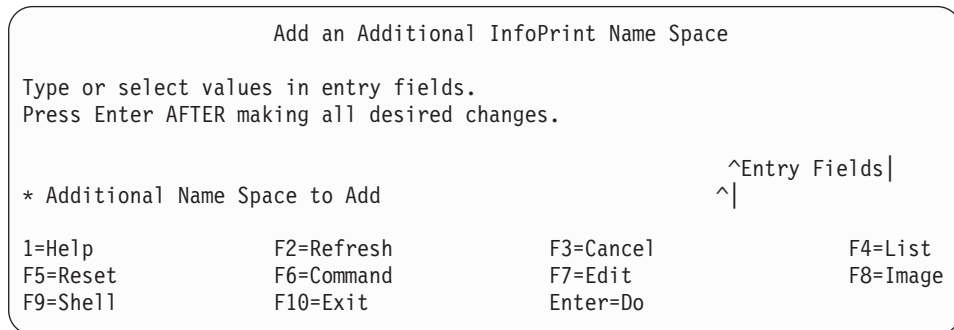 Add an Additional InfoPrint Name Space
Type or select values in entry fields.
Press Enter AFTER making all desired changes.
^Entry Fields|
* Additional Name Space to Add ^|
1=Help F2=Refresh F3=Cancel F4=List
F5=Reset F6=Command F7=Edit F8=Image
F9=Shell F10=Exit Enter=Do